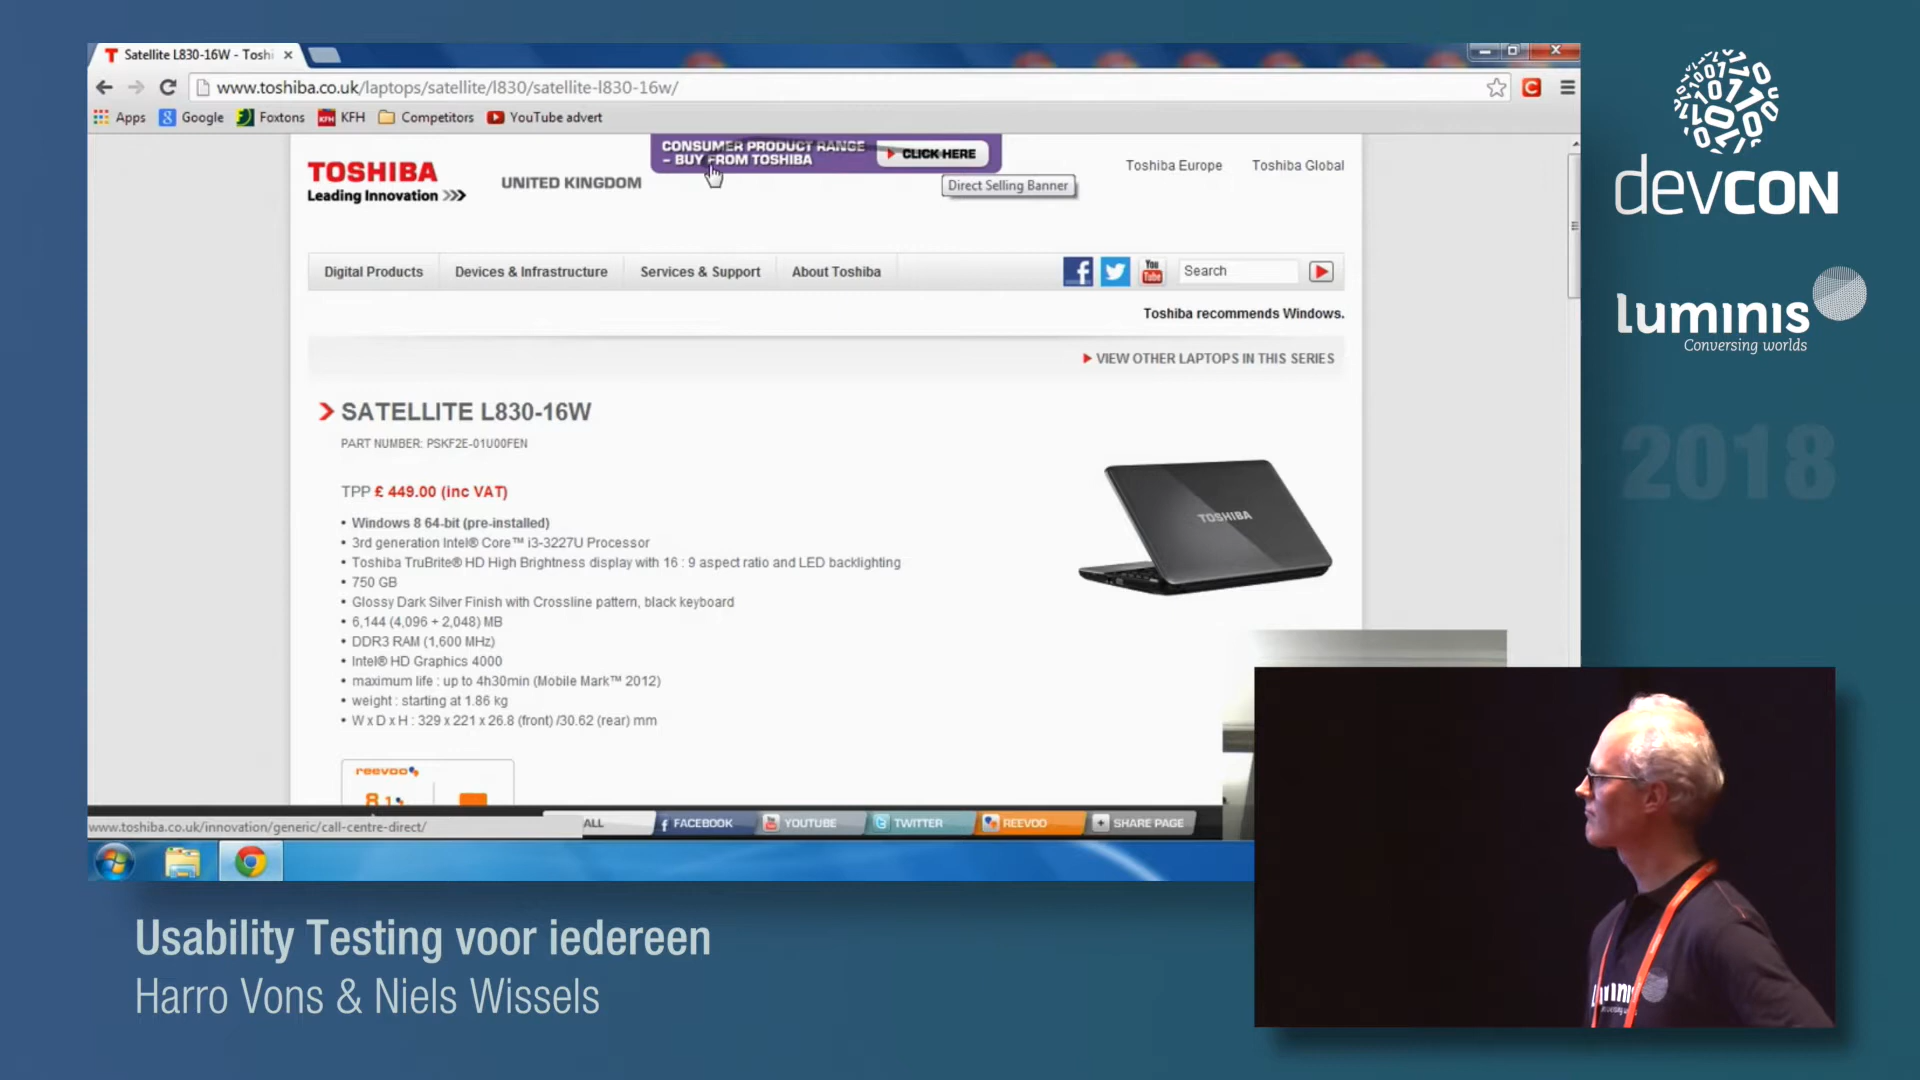 Satellite L830-16W - Toshi
www.toshiba.co.uk/laptops/satellite/l830/satellite-l830-16w/
Apps Google Foxtons KFH Competitors YouTube advert
CONSUMER PRODUCT RANGE
– BUY FROM TOSHIBA
CLICK HERE
TOSHIBA
Leading Innovation >>>
UNITED KINGDOM
Direct Selling Banner
Toshiba Europe Toshiba Global
Digital Products Devices & Infrastructure Services & Support About Toshiba
You Tube
Search
Toshiba recommends Windows.
VIEW OTHER LAPTOPS IN THIS SERIES
SATELLITE L830-16W
PART NUMBER: PSKF2E-01U00FEN
TPP £ 449.00 (inc VAT)
• Windows 8 64-bit (pre-installed)
• 3rd generation Intel® Core™ i3-3227U Processor
• Toshiba TruBrite® HD High Brightness display with 16 : 9 aspect ratio and LED backlighting
• 750 GB
• Glossy Dark Silver Finish with Crossline pattern, black keyboard
• 6,144 (4,096 + 2,048) MB
• DDR3 RAM (1,600 MHz)
• Intel® HD Graphics 4000
• maximum life : up to 4h30min (Mobile Mark™ 2012)
• weight : starting at 1.86 kg
• W x D x H : 329 x 221 x 26.8 (front) /30.62 (rear) mm
TOSHIBA
reevoo
8.1
www.toshiba.co.uk/innovation/generic/call-centre-direct/
ALL FACEBOOK YOUTUBE TWITTER REEVOO SHARE PAGE
devCON
luminis
Conversing worlds
2018
Usability Testing voor iedereen
Harro Vons & Niels Wissels